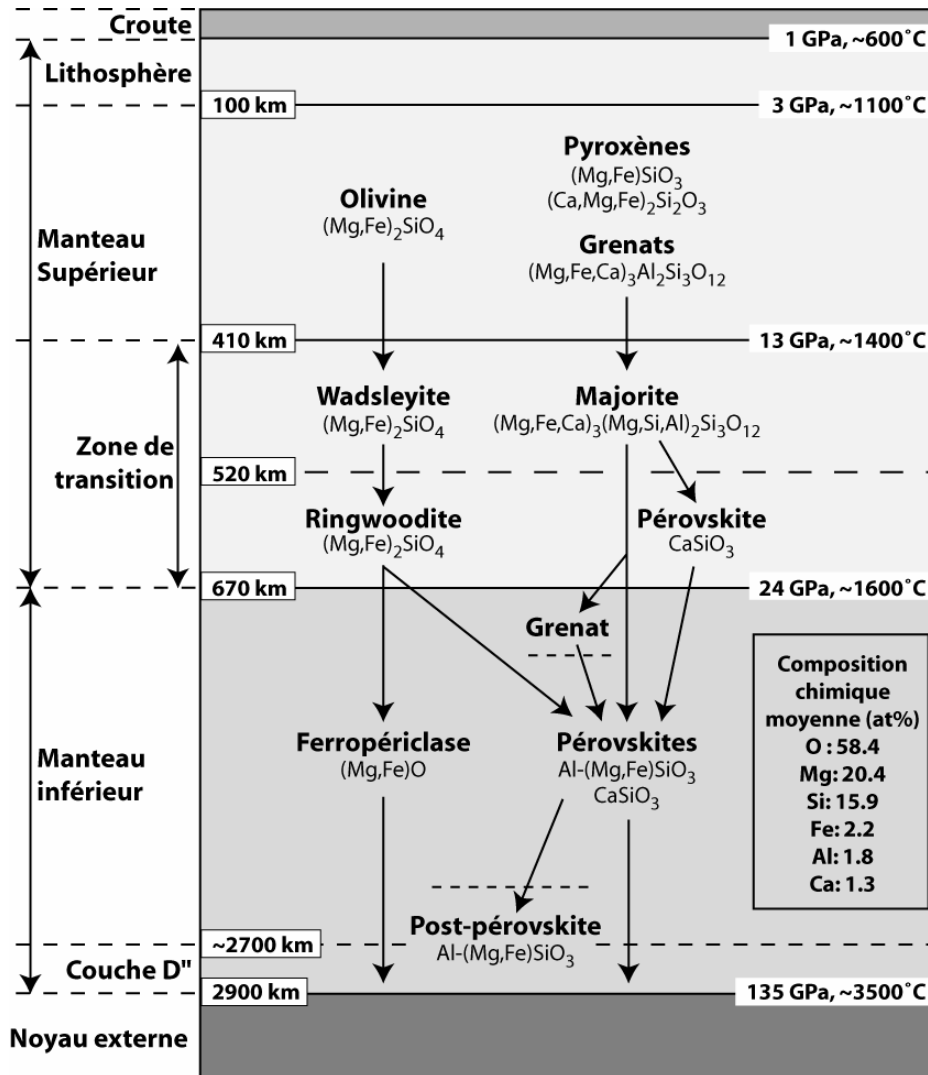 Croute
1 GPa, ~600˚C
Lithosphère
100 km
3 GPa, ~1100˚C
Pyroxènes
(Mg,Fe)SiO3
(Ca,Mg,Fe)2Si2O3
Olivine
(Mg,Fe)2SiO4
Manteau
Supérieur
Grenats
(Mg,Fe,Ca)3Al2Si3O12
410 km
13 GPa, ~1400˚C
Wadsleyite
(Mg,Fe)2SiO4
Majorite
(Mg,Fe,Ca)3(Mg,Si,Al)2Si3O12
Zone de
transition
520 km
Ringwoodite
(Mg,Fe)2SiO4
Pérovskite
CaSiO3
670 km
24 GPa, ~1600˚C
Grenat
Composition
chimique
moyenne (at%)
O : 58.4
Mg: 20.4
Si: 15.9
Fe: 2.2
Al: 1.8
Ca: 1.3
Manteau
inférieur
Ferropériclase
(Mg,Fe)O
Pérovskites
Al-(Mg,Fe)SiO3
CaSiO3
Post-pérovskite
Al-(Mg,Fe)SiO3
~2700 km
Couche D"
2900 km
135 GPa, ~3500˚C
Noyau externe